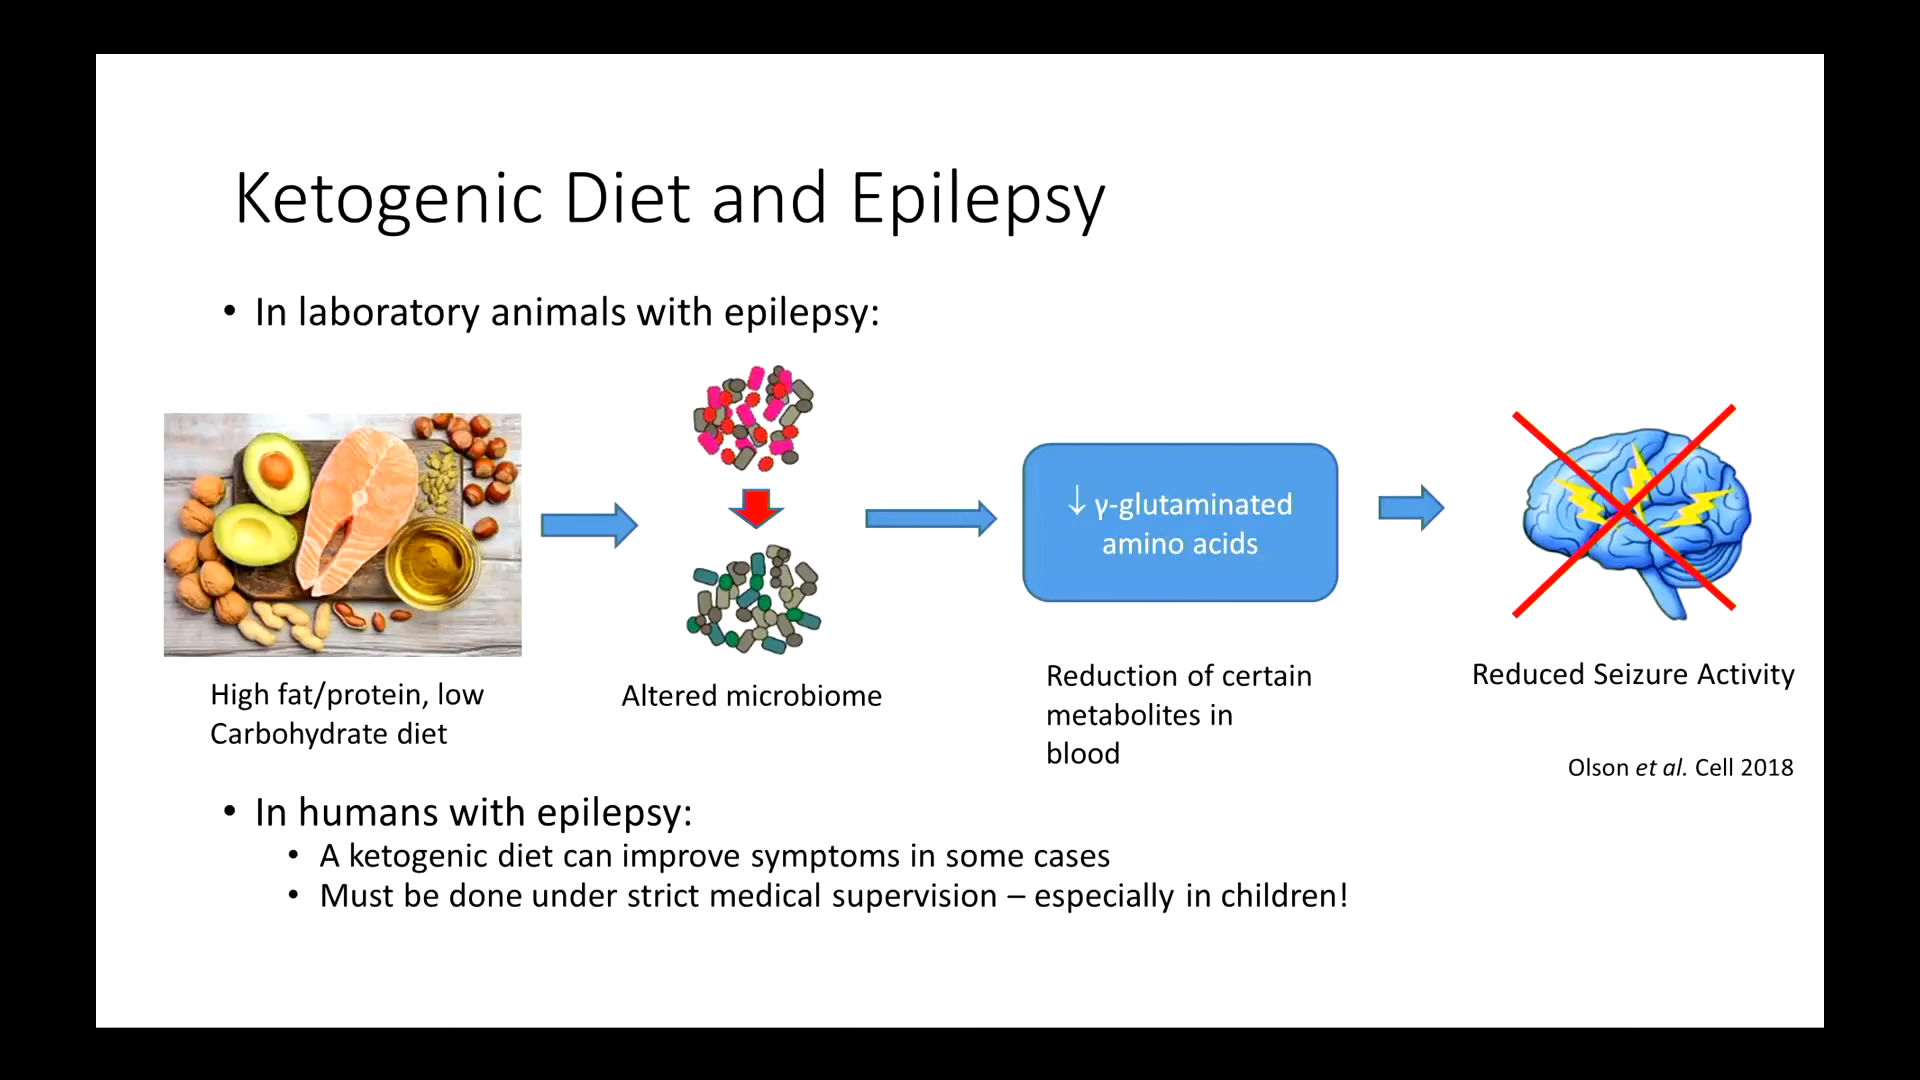 Ketogenic Diet and Epilepsy
• In laboratory animals with epilepsy:
↓ γ-glutaminated
amino acids
High fat/protein, low
Carbohydrate diet
Altered microbiome
Reduction of certain
metabolites in
blood
Reduced Seizure Activity
Olson et al. Cell 2018
• In humans with epilepsy:
• A ketogenic diet can improve symptoms in some cases
• Must be done under strict medical supervision – especially in children!